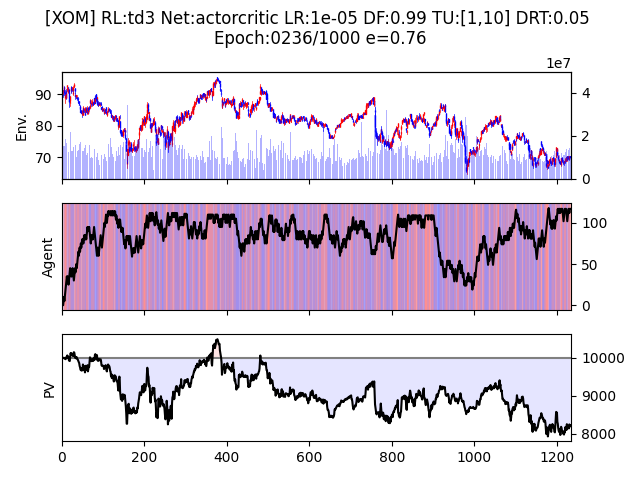 [XOM] RL:td3 Net:actorcritic LR:1e-05 DF:0.99 TU:[1,10] DRT:0.05
Epoch:0236/1000 e=0.76
1e7
Env.
90
80
70
4
2
0
Agent
100
50
0
PV
10000
9000
8000
0 200 400 600 800 1000 1200